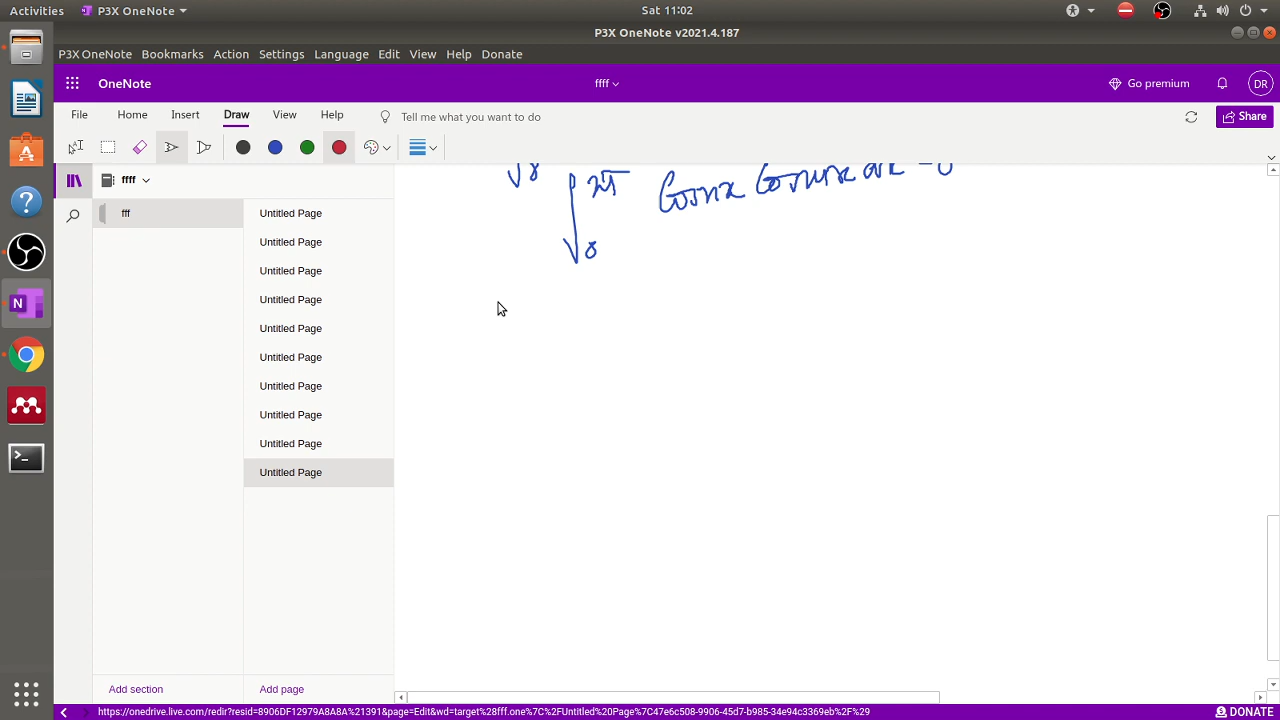 Activities P3X OneNote Sat 11:02
P3X OneNote v2021.4.187
P3X OneNote Bookmarks Action Settings Language Edit View Help Donate
OneNote ffff Go premium DR
File Home Insert Draw View Help Tell me what you want to do Share
ffff
fff
Untitled Page
Untitled Page
Untitled Page
Untitled Page
Untitled Page
Untitled Page
Untitled Page
Untitled Page
Untitled Page
Untitled Page
∫ 2π Cosnx Cosmx dx = 0
0
Add section Add page
https://onedrive.live.com/redir?resid=8906DF12979A8A8A%21391&page=Edit&wd=target%28fff.one%7C%2FUntitled%20Page%7C47e6c508-9906-45d7-b985-34e94c3369eb%2F%29
DONATE